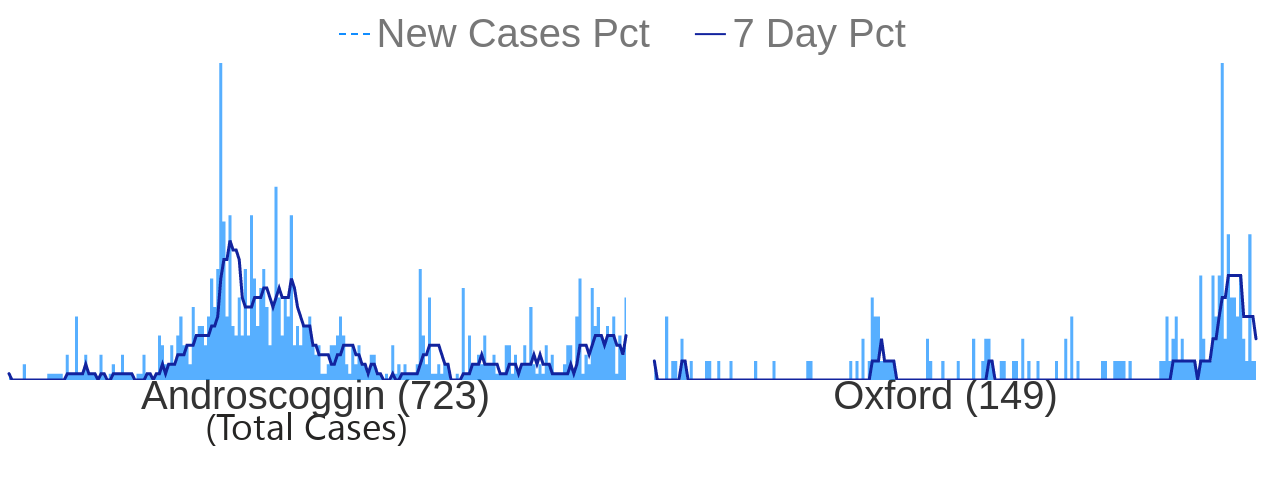 New Cases Pct 7 Day Pct
Androscoggin (723) Oxford (149)
(Total Cases)